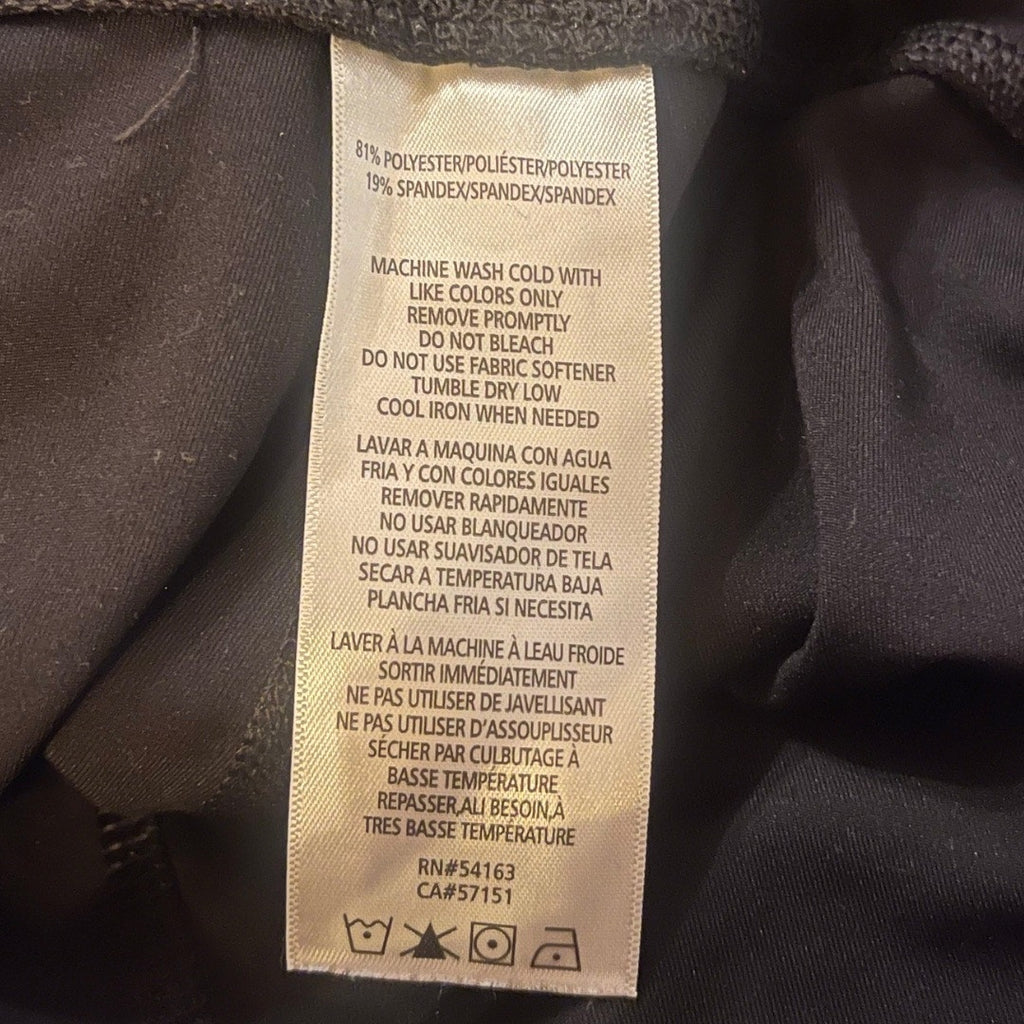 81% POLYESTER/POLIÉSTER/POLYESTER
19% SPANDEX/SPANDEX/SPANDEX
MACHINE WASH COLD WITH
LIKE COLORS ONLY
REMOVE PROMPTLY
DO NOT BLEACH
DO NOT USE FABRIC SOFTENER
TUMBLE DRY LOW
COOL IRON WHEN NEEDED
LAVAR A MAQUINA CON AGUA
FRIA Y CON COLORES IGUALES
REMOVER RAPIDAMENTE
NO USAR BLANQUEADOR
NO USAR SUAVISADOR DE TELA
SECAR A TEMPERATURA BAJA
PLANCHA FRIA SI NECESITA
LAVER À LA MACHINE À LEAU FROIDE
SORTIR IMMÉDIATEMENT
NE PAS UTILISER DE JAVELLISANT
NE PAS UTILISER D'ASSOUPLISSEUR
SÉCHER PAR CULBUTAGE À
BASSE TEMPÉRATURE
REPASSER,ALI BESOIN,À
TRES BASSE TEMPÉRATURE
RN#54163
CA#57151